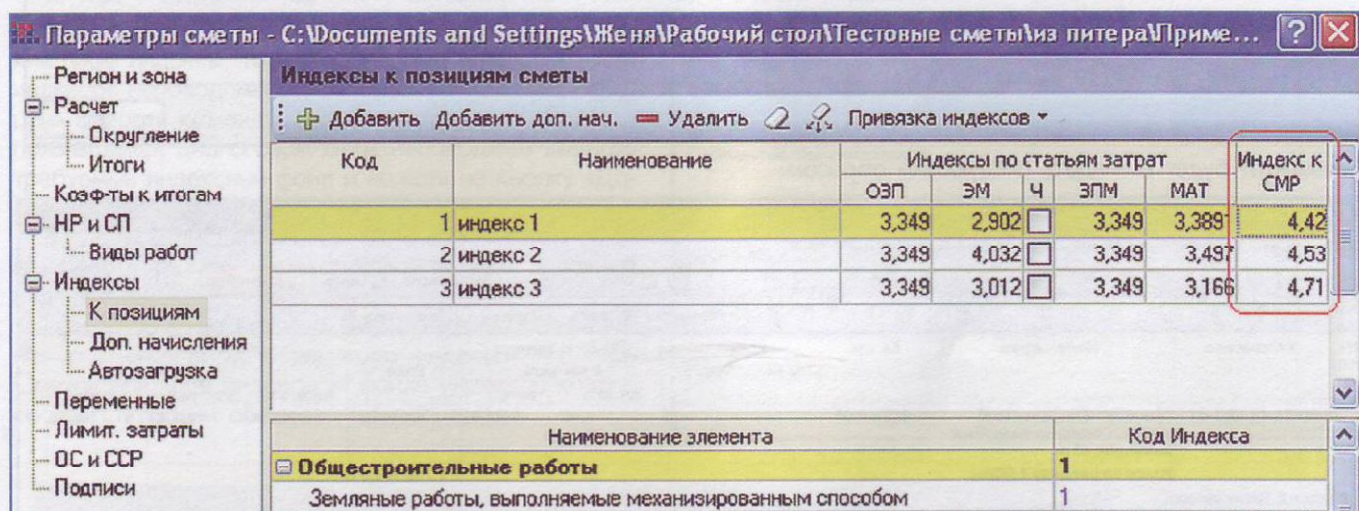 Параметры сметы - C:\Documents and Settings\Женя\Рабочий стол\Тестовые сметы\из питера\Приме...
Регион и зона
Расчет
Округление
Итоги
Коэф-ты к итогам
НР и СП
Виды работ
Индексы
К позициям
Доп. начисления
Автозагрузка
Переменные
Лимит. затраты
ОС и ССР
Подписи
Индексы к позициям сметы
Добавить Добавить доп. нач. Удалить Привязка индексов
Код Наименование Индексы по статьям затрат Индекс к СМР
ОЗП ЭМ Ч ЗПМ МАТ
1 индекс 1 3,349 2,902 3,349 3,389 4,42
2 индекс 2 3,349 4,032 3,349 3,497 4,53
3 индекс 3 3,349 3,012 3,349 3,166 4,71
Наименование элемента Код Индекса
Общестроительные работы 1
Земляные работы, выполняемые механизированным способом 1